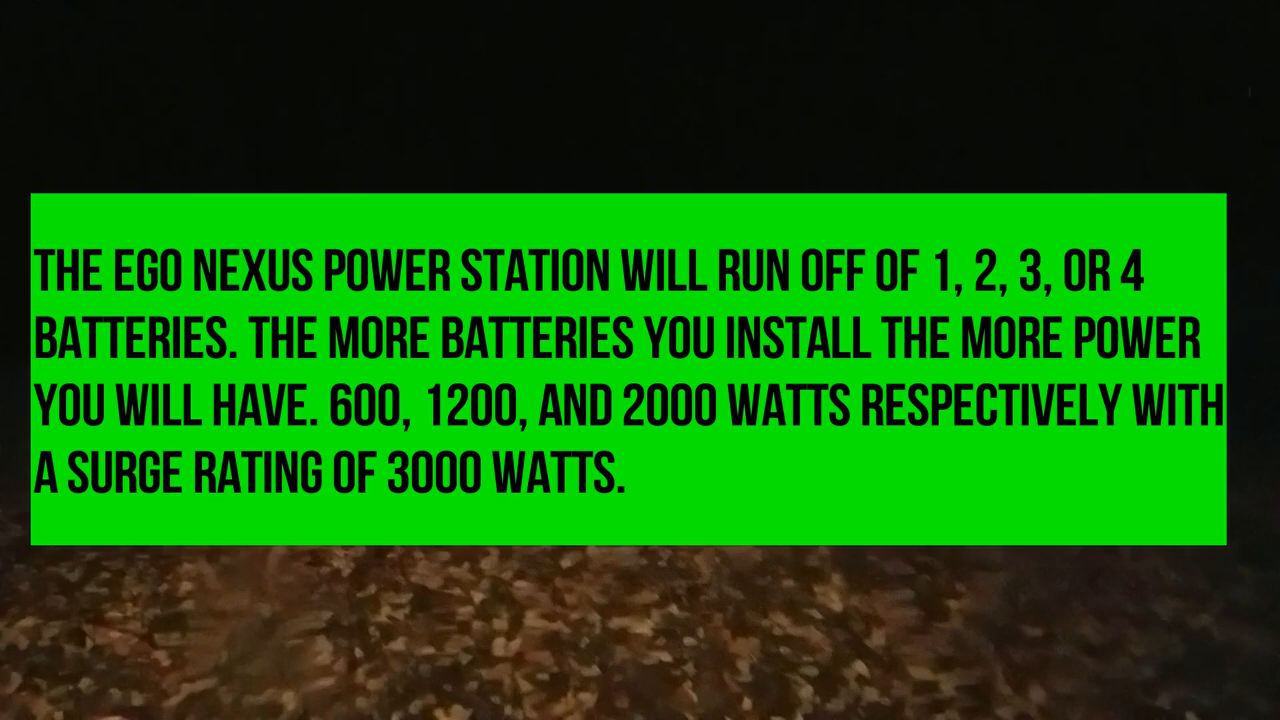 THE EGO NEXUS POWER STATION WILL RUN OFF OF 1, 2, 3, OR 4
BATTERIES. THE MORE BATTERIES YOU INSTALL THE MORE POWER
YOU WILL HAVE. 600, 1200, AND 2000 WATTS RESPECTIVELY WITH
A SURGE RATING OF 3000 WATTS.